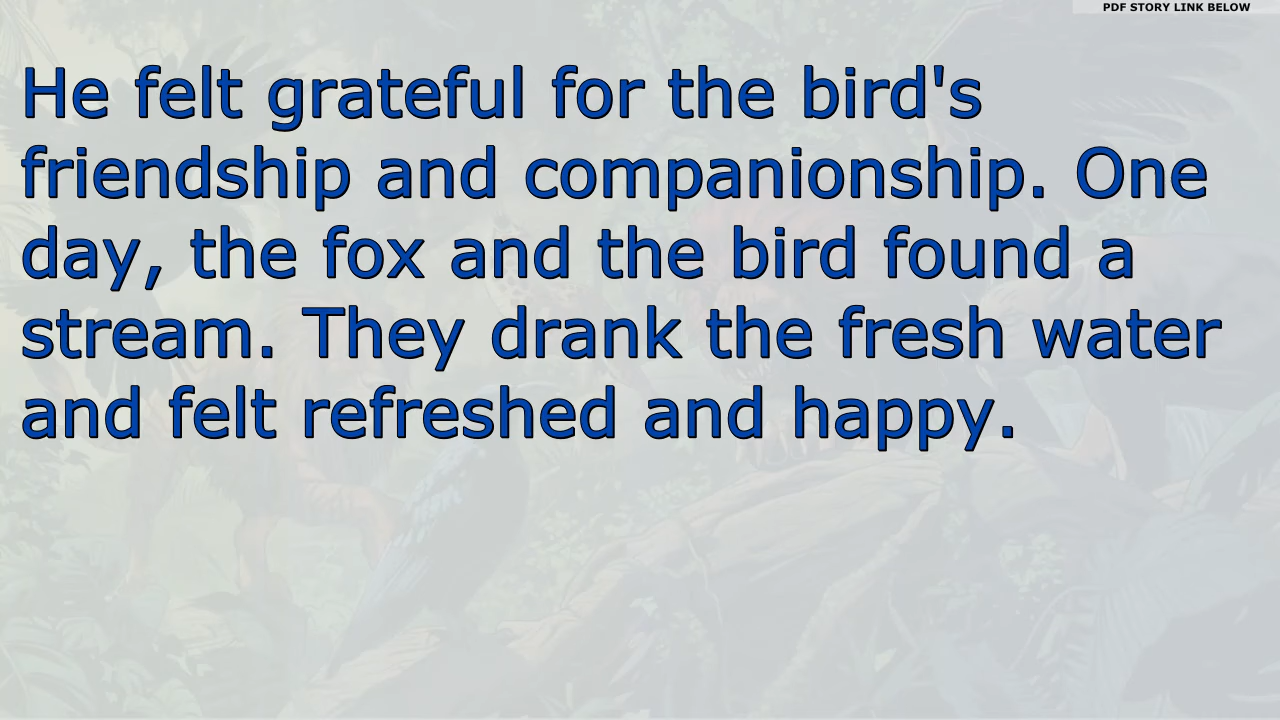 PDF STORY LINK BELOW
He felt grateful for the bird's
friendship and companionship. One
day, the fox and the bird found a
stream. They drank the fresh water
and felt refreshed and happy.